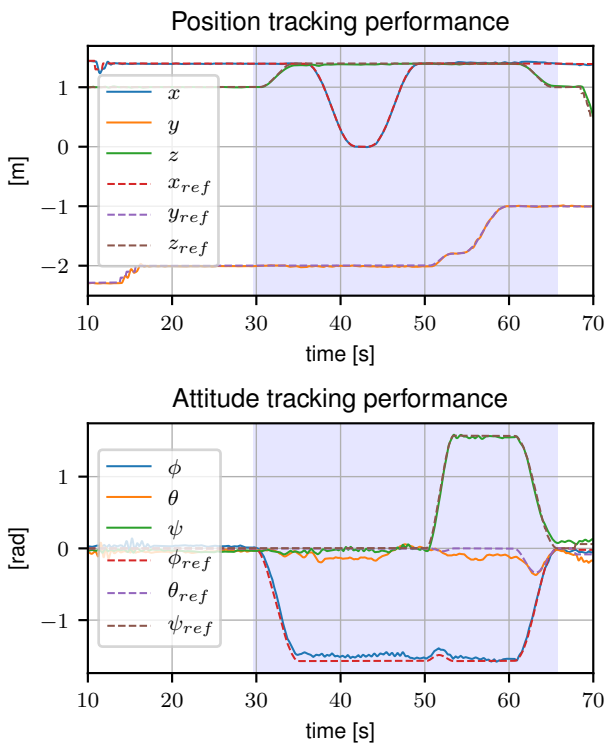 Position tracking performance
1
0
−1
−2
[m]
x
y
z
x_ref
y_ref
z_ref
10 20 30 40 50 60 70
time [s]
Attitude tracking performance
1
0
−1
[rad]
ϕ
θ
ψ
ϕ_ref
θ_ref
ψ_ref
10 20 30 40 50 60 70
time [s]